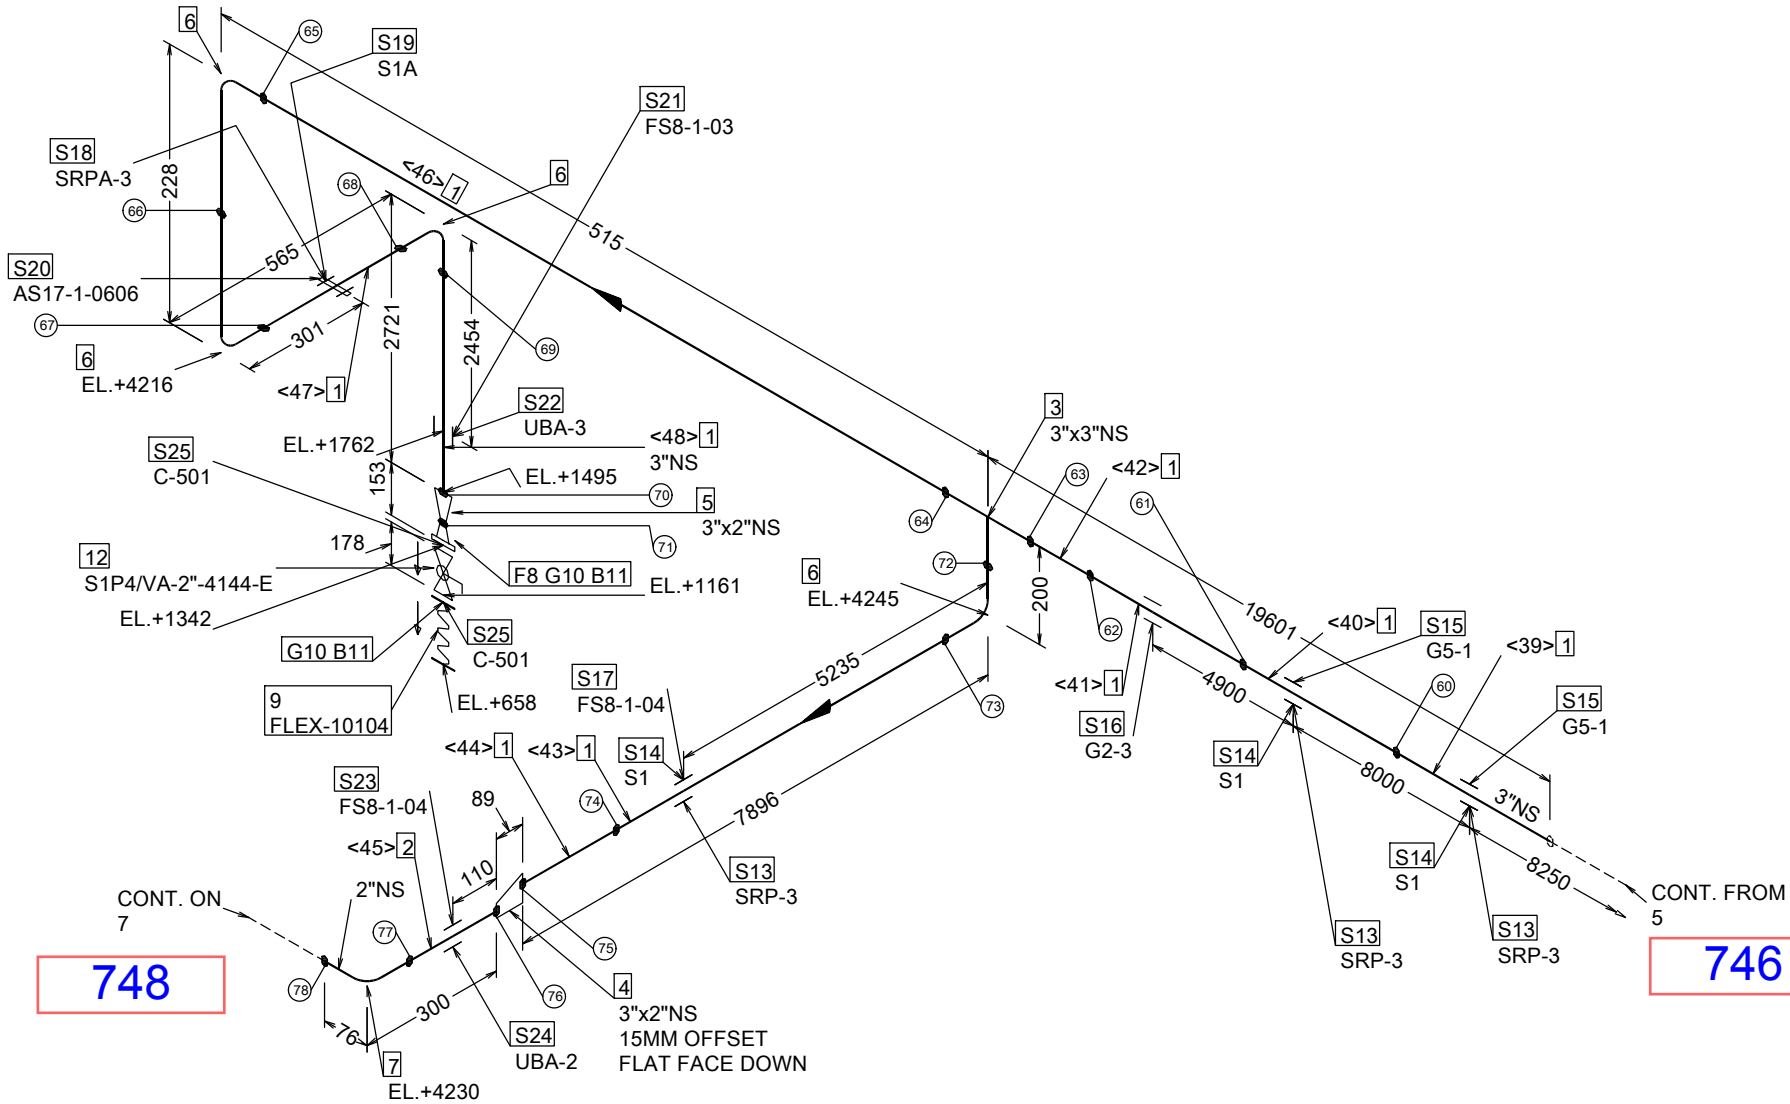 6
65
S19
S1A
S21
FS8-1-03
S18
SRPA-3
228
68
<46> 1
6
66
515
565
S20
AS17-1-0606
67
301
2721
2454
69
6
EL.+4216
<47> 1
S22
UBA-3
EL.+1762
<48> 1
3"NS
3
3"x3"NS
S25
C-501
153
EL.+1495
70
5
3"x2"NS
63
<42> 1
61
64
178
71
12
S1P4/VA-2"-4144-E
F8 G10 B11
EL.+1161
72
6
EL.+4245
200
EL.+1342
62
19601
<40> 1
S15
G5-1
<39> 1
G10 B11
S25
C-501
5235
<41> 1
4900
60
S15
G5-1
9
FLEX-10104
EL.+658
S17
FS8-1-04
73
S16
G2-3
<44> 1
<43> 1
S14
S1
S14
S1
8000
3"NS
S23
FS8-1-04
89
74
7896
<45> 2
110
S13
SRP-3
S14
S1
8250
CONT. ON
7
2"NS
CONT. FROM
5
77
75
S13
SRP-3
S13
SRP-3
748
746
78
300
76
4
3"x2"NS
15MM OFFSET
FLAT FACE DOWN
76
S24
UBA-2
7
EL.+4230